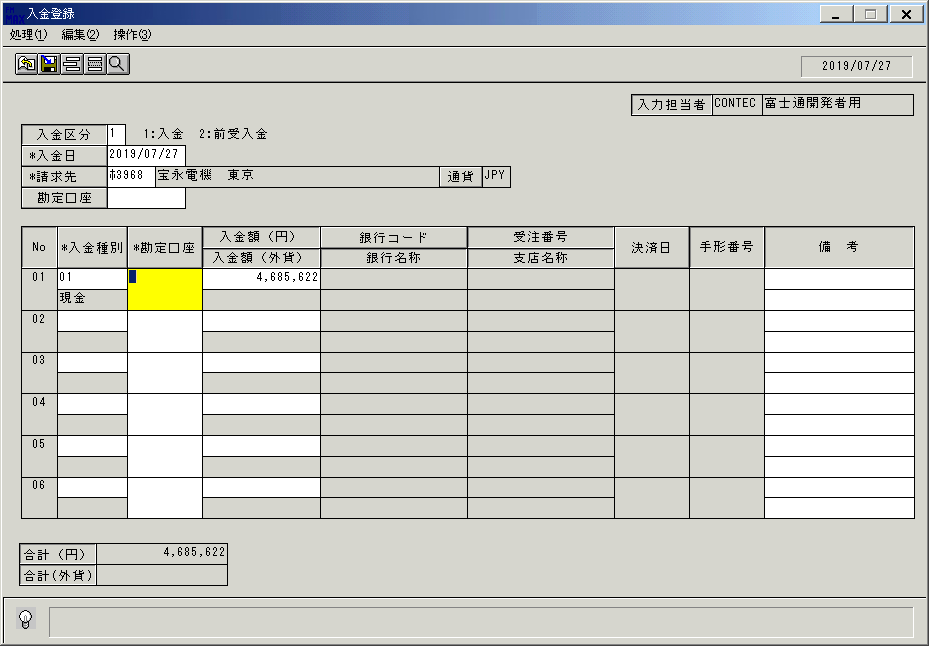 入金登録
処理(1) 編集(2) 操作(3)
2019/07/27
入力担当者 CONTEC 富士通開発者用
入金区分 1 1:入金 2:前受入金
*入金日 2019/07/27
*請求先 ﾎ3968 宝永電機 東京 通貨 JPY
勘定口座
No *入金種別 *勘定口座 入金額（円） 銀行コード 受注番号 決済日 手形番号 備 考
入金額（外貨） 銀行名称 支店名称
01 01 4,685,622
現金
02
03
04
05
06
合計（円） 4,685,622
合計(外貨)